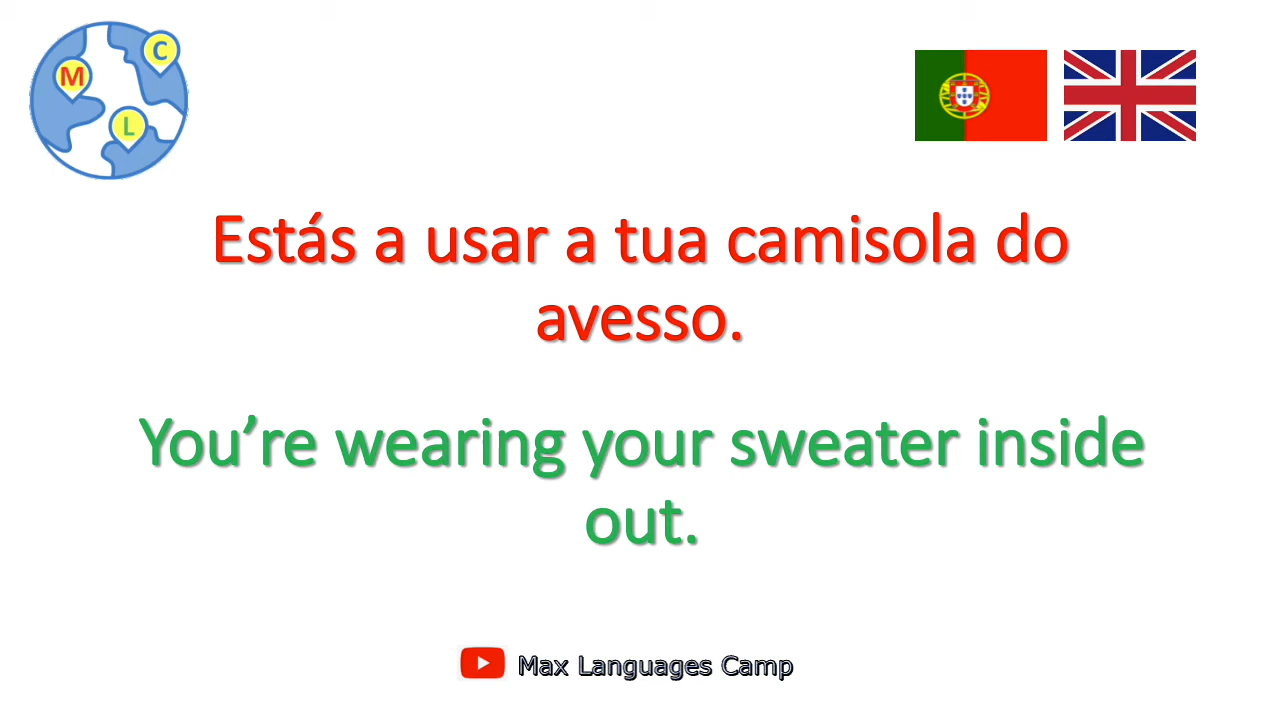 M
C
L
Estás a usar a tua camisola do
avesso.
You’re wearing your sweater inside
out.
Max Languages Camp